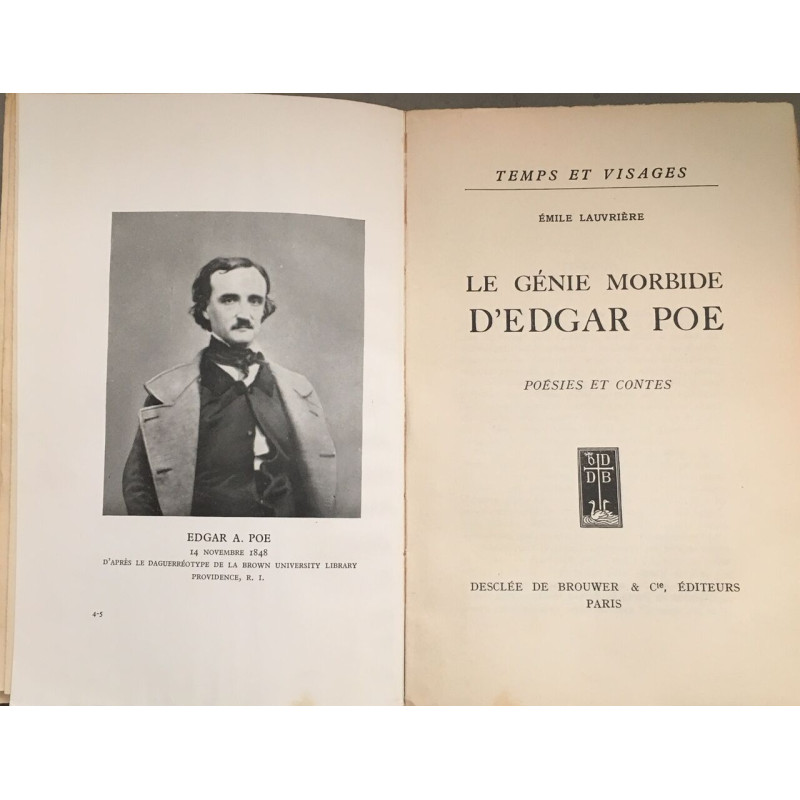 EDGAR A. POE
14 NOVEMBRE 1848
D'APRÈS LE DAGUERRÉOTYPE DE LA BROWN UNIVERSITY LIBRARY
PROVIDENCE, R. I.
4-5
TEMPS ET VISAGES
ÉMILE LAUVRIÈRE
LE GÉNIE MORBIDE
D'EDGAR POE
POÉSIES ET CONTES
DDB
DESCLÉE DE BROUWER & Cie, ÉDITEURS
PARIS